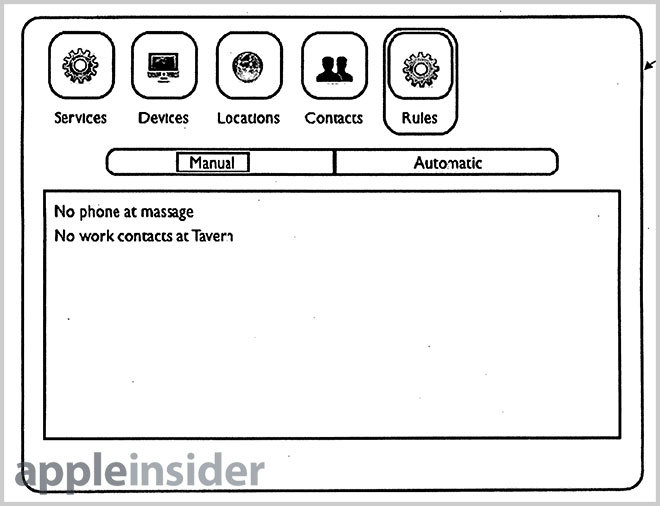 Services Devices Locations Contacts Rules
Manual Automatic
No phone at massage
No work contacts at Tavern
appleinsider